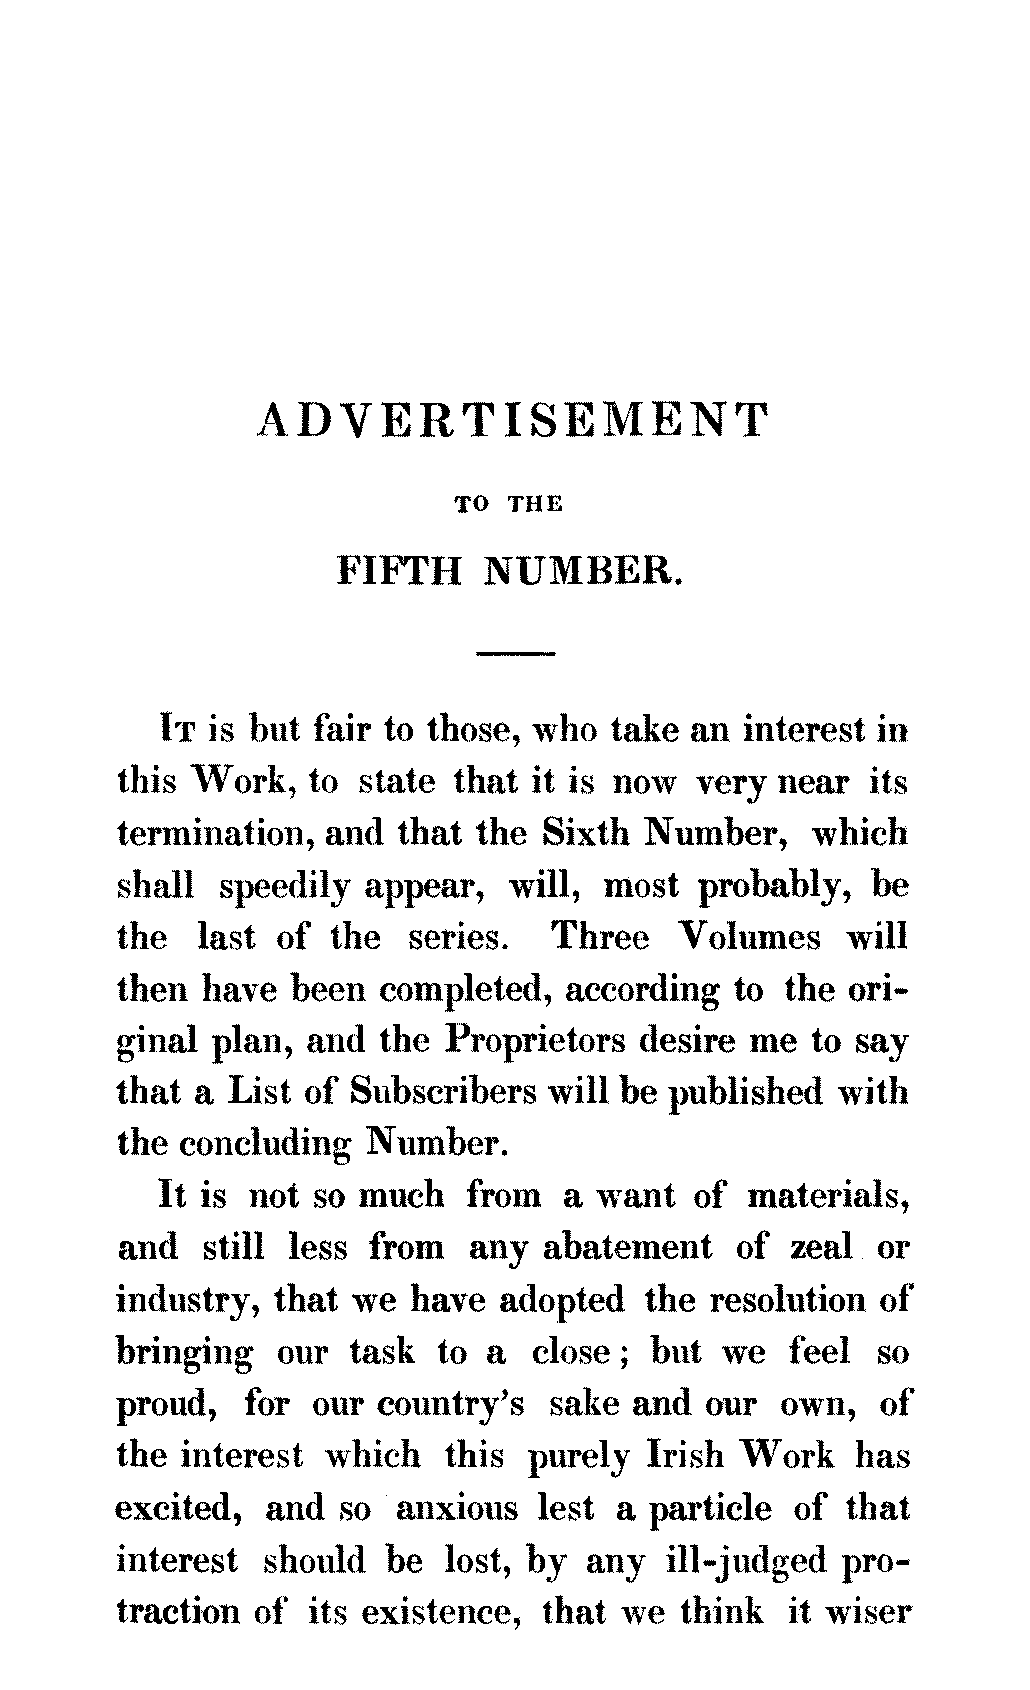 ADVERTISEMENT
TO THE
FIFTH NUMBER.
IT is but fair to those, who take an interest in
this Work, to state that it is now very near its
termination, and that the Sixth Number, which
shall speedily appear, will, most probably, be
the last of the series. Three Volumes will
then have been completed, according to the ori-
ginal plan, and the Proprietors desire me to say
that a List of Subscribers will be published with
the concluding Number.
It is not so much from a want of materials,
and still less from any abatement of zeal or
industry, that we have adopted the resolution of
bringing our task to a close; but we feel so
proud, for our country's sake and our own, of
the interest which this purely Irish Work has
excited, and so anxious lest a particle of that
interest should be lost, by any ill-judged pro-
traction of its existence, that we think it wiser